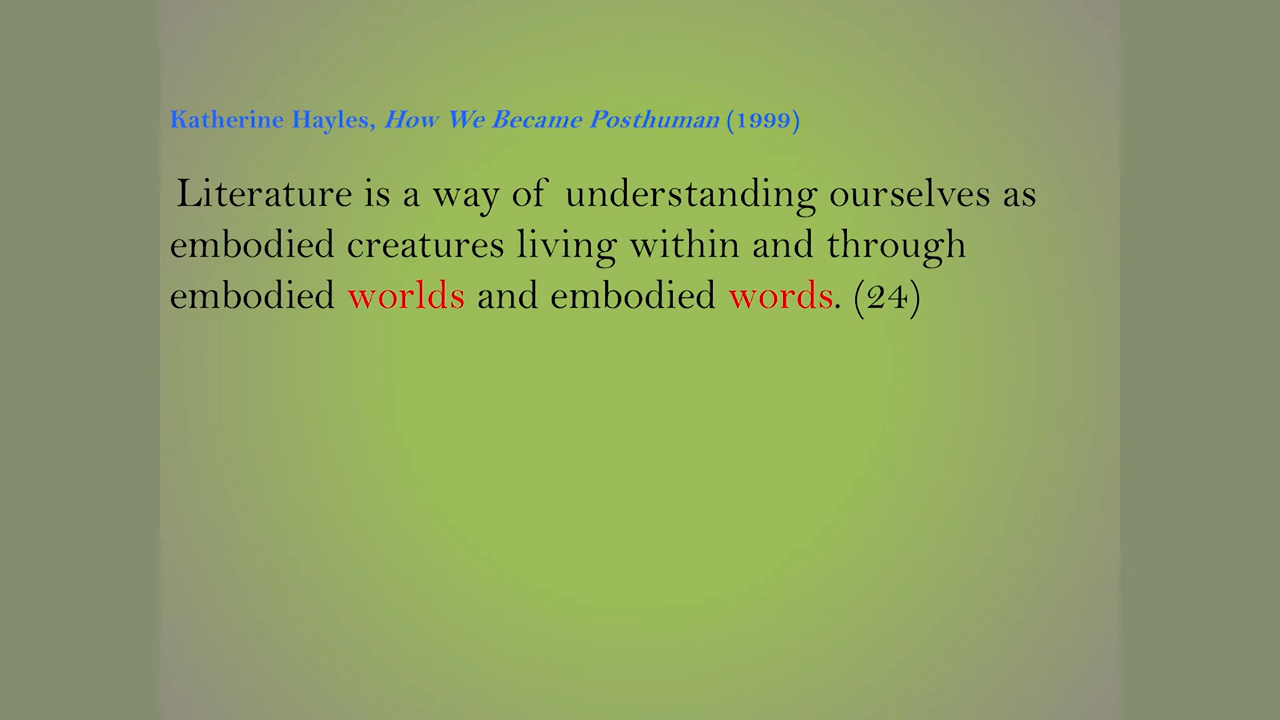 Katherine Hayles, How We Became Posthuman (1999)
Literature is a way of understanding ourselves as
embodied creatures living within and through
embodied worlds and embodied words. (24)